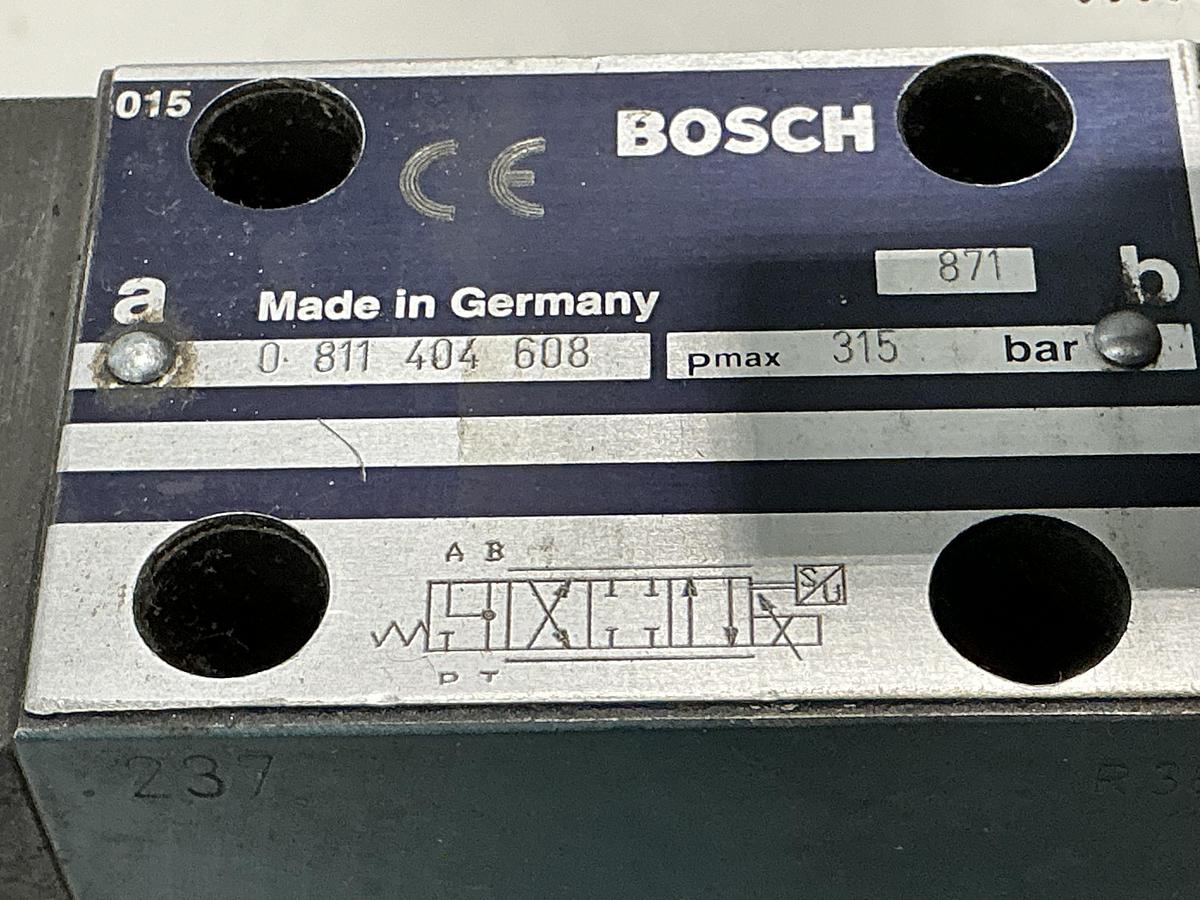 015
CE
BOSCH
871
a
b
Made in Germany
0 811 404 608
pmax 315 bar
A B
S
U
P T
237